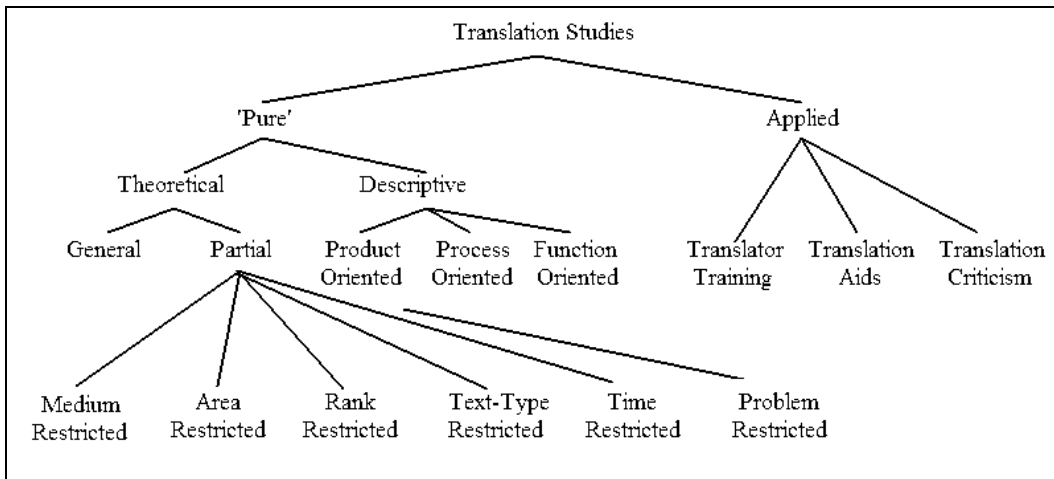 Translation Studies
'Pure' Applied
Theoretical Descriptive
General Partial Product Process Function Translator Translation Translation
Oriented Oriented Oriented Training Aids Criticism
Medium Area Rank Text-Type Time Problem
Restricted Restricted Restricted Restricted Restricted Restricted